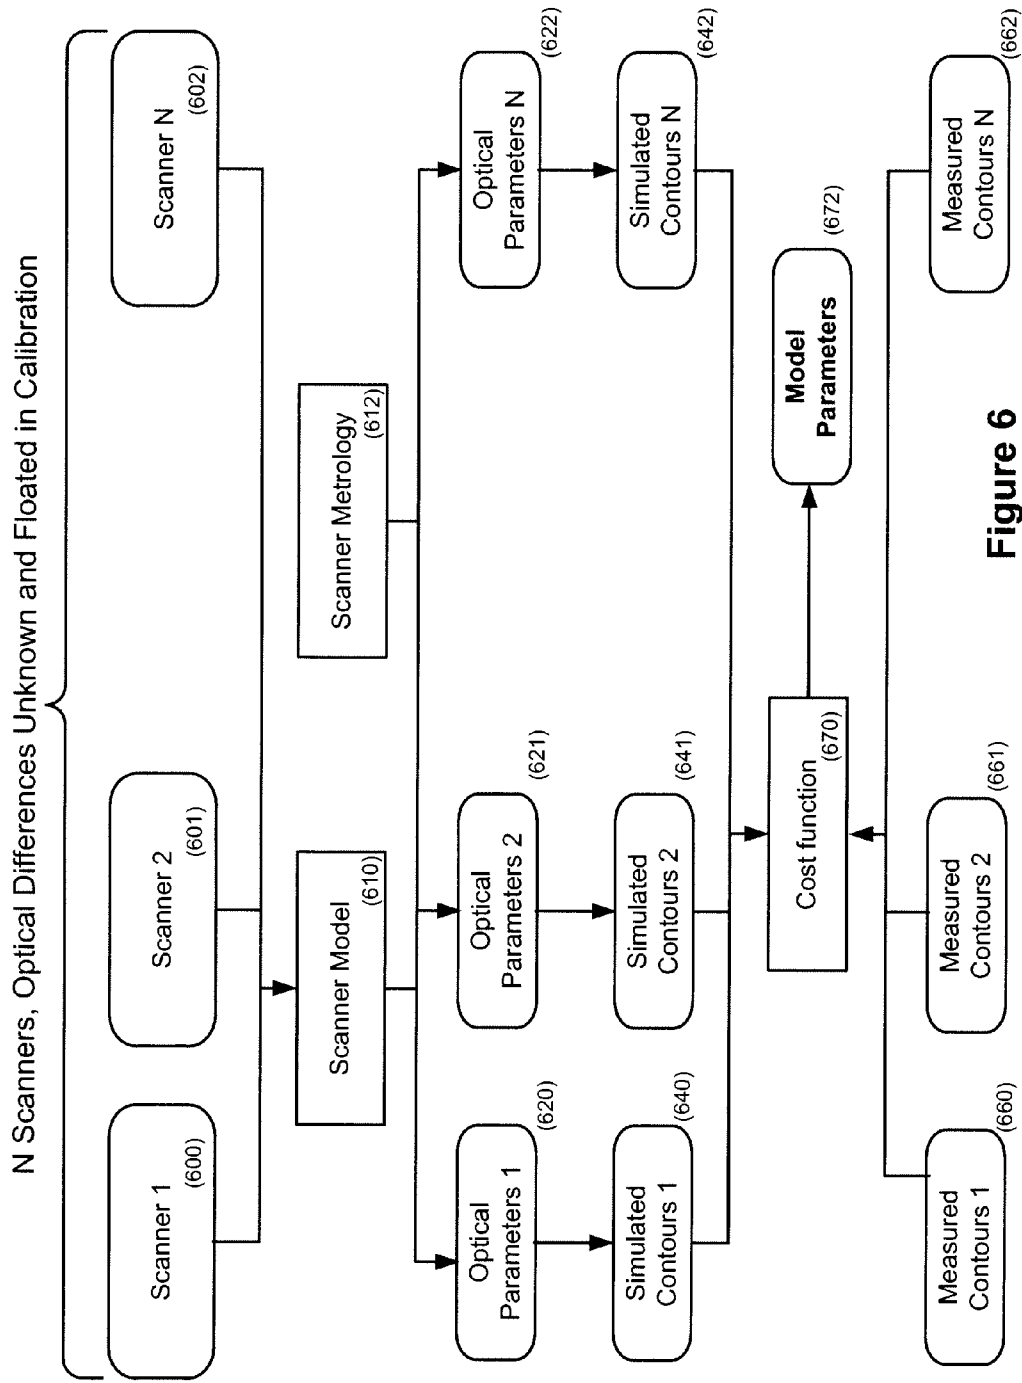 N Scanners, Optical Differences Unknown and Floated in Calibration
Scanner 1
(600)
Scanner 2
(601)
Scanner N
(602)
Scanner Model
(610)
Scanner Metrology
(612)
Optical
Parameters 1
(620)
Optical
Parameters 2
(621)
Optical
Parameters N
(622)
Simulated
Contours 1
(640)
Simulated
Contours 2
(641)
Simulated
Contours N
(642)
Cost function
(670)
Model
Parameters
(672)
Measured
Contours 1
(660)
Measured
Contours 2
(661)
Measured
Contours N
(662)
Figure 6